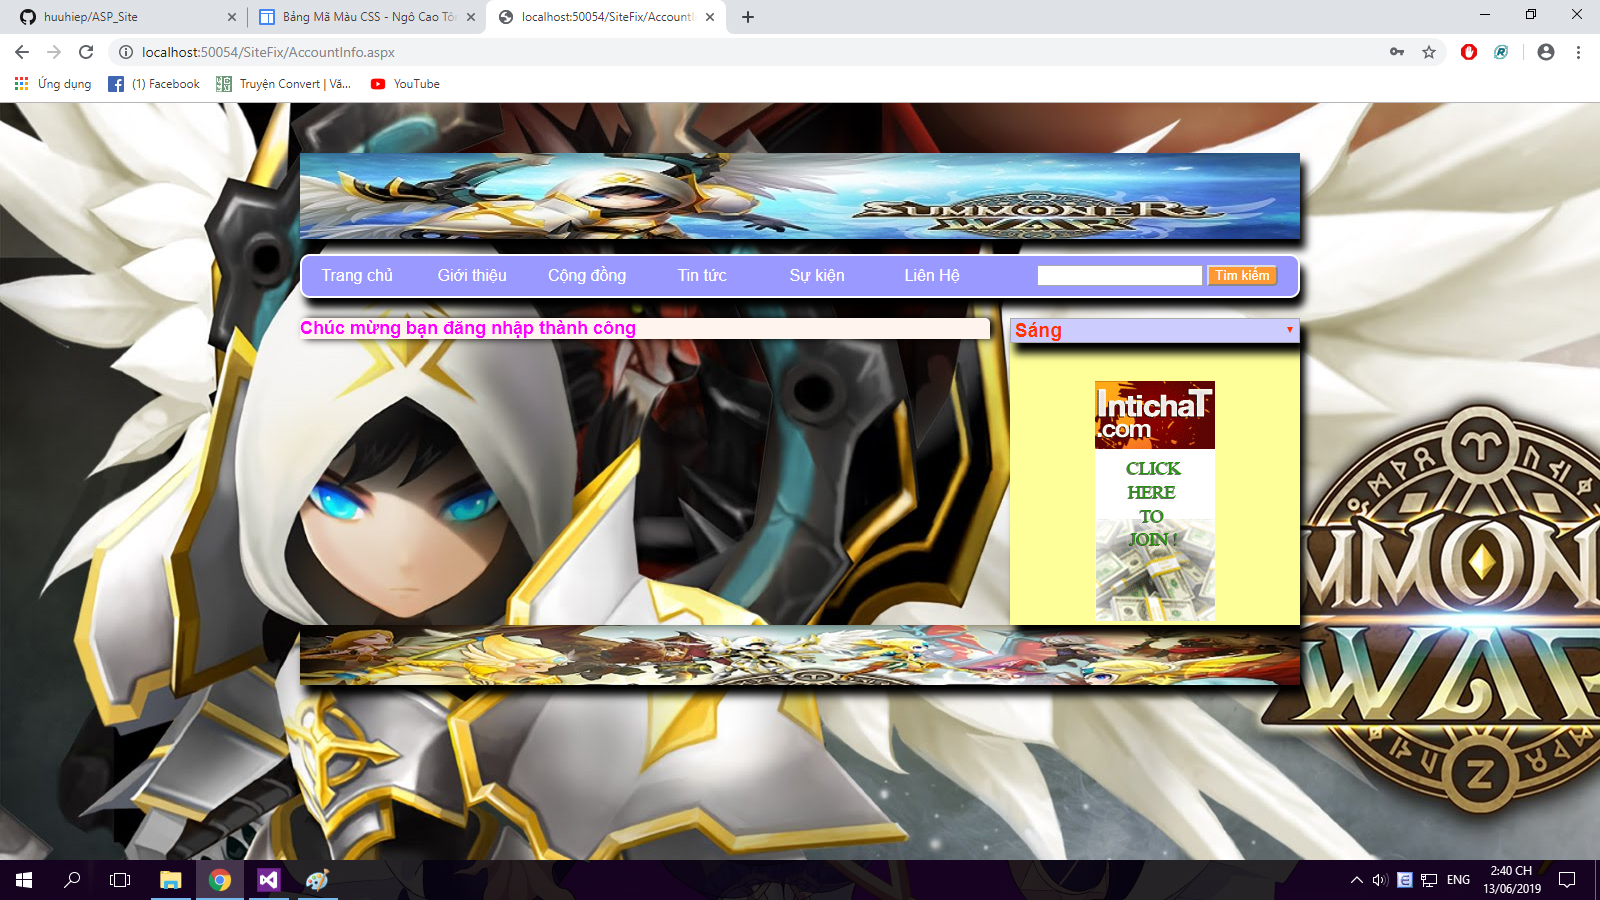 huuhiep/ASP_Site
Bảng Mã Màu CSS - Ngô Cao Tôn
localhost:50054/SiteFix/AccountIn
localhost:50054/SiteFix/AccountInfo.aspx
Ứng dụng
(1) Facebook
Truyện Convert | Vă...
YouTube
SUMMONERS
WAR
Trang chủ
Giới thiệu
Cộng đồng
Tin tức
Sự kiện
Liên Hệ
Tìm kiếm
Chúc mừng bạn đăng nhập thành công
Sáng
IntichaT
.com
CLICK
HERE
TO
JOIN !
UMMON
WAR
ENG
2:40 CH
13/06/2019